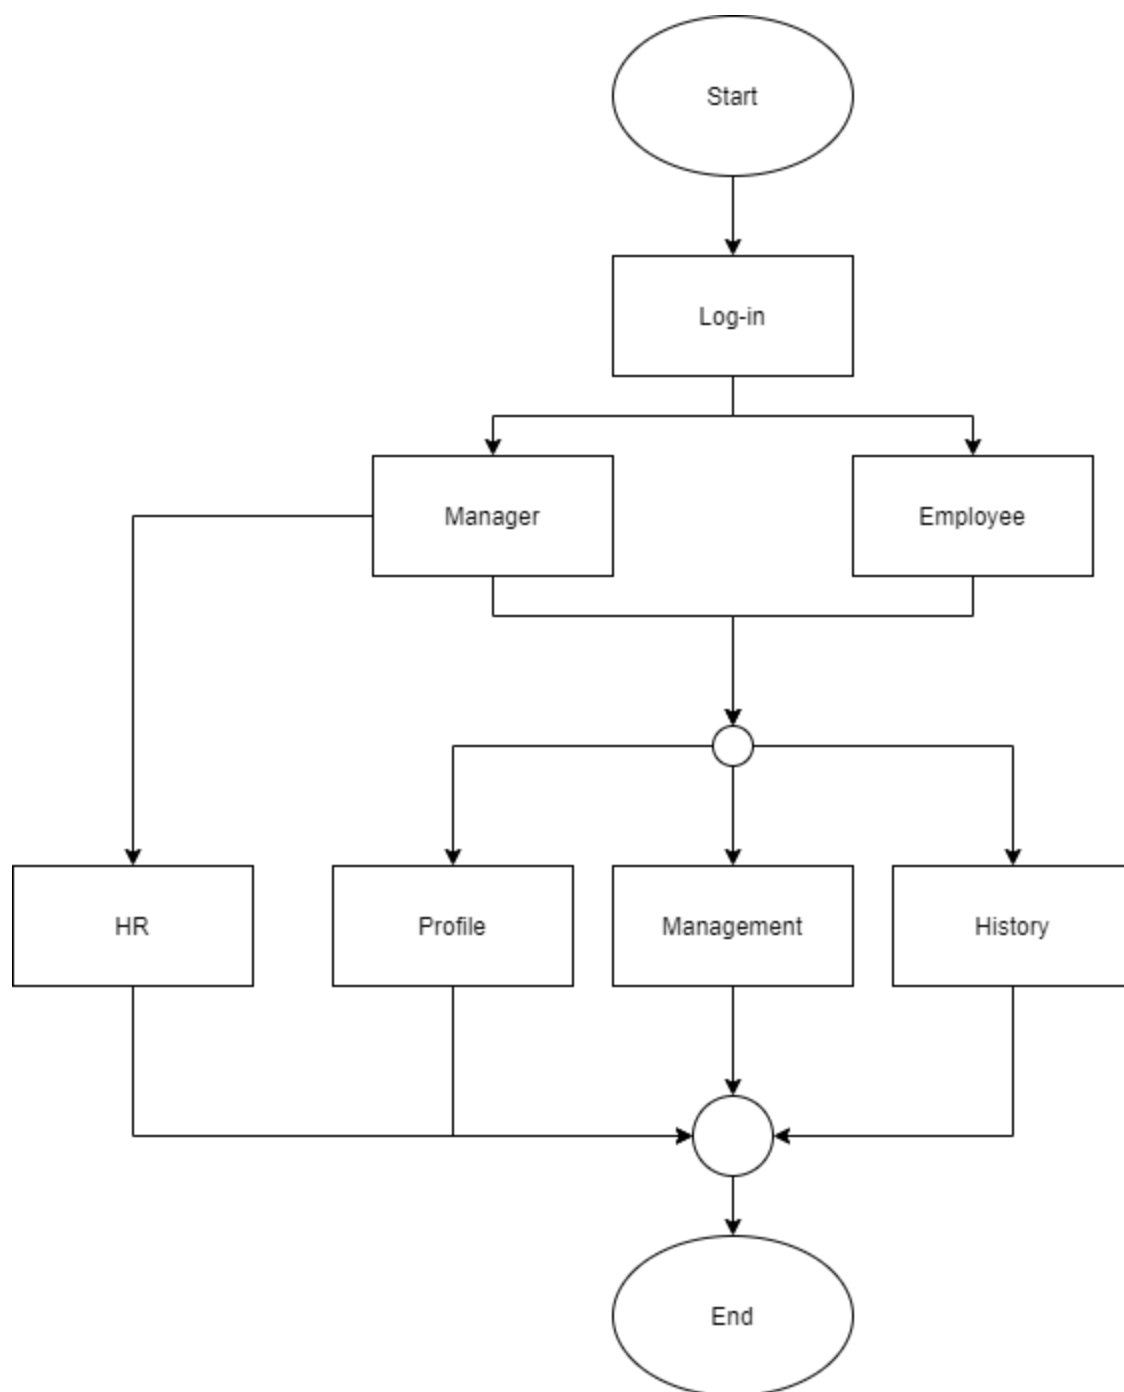 Start
Log-in
Manager
Employee
HR
Profile
Management
History
End